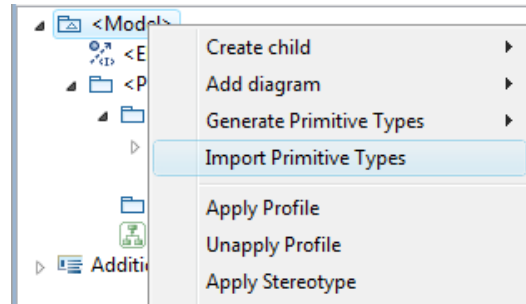 <Model>
<E
<P
Additi
Create child
Add diagram
Generate Primitive Types
Import Primitive Types
Apply Profile
Unapply Profile
Apply Stereotype